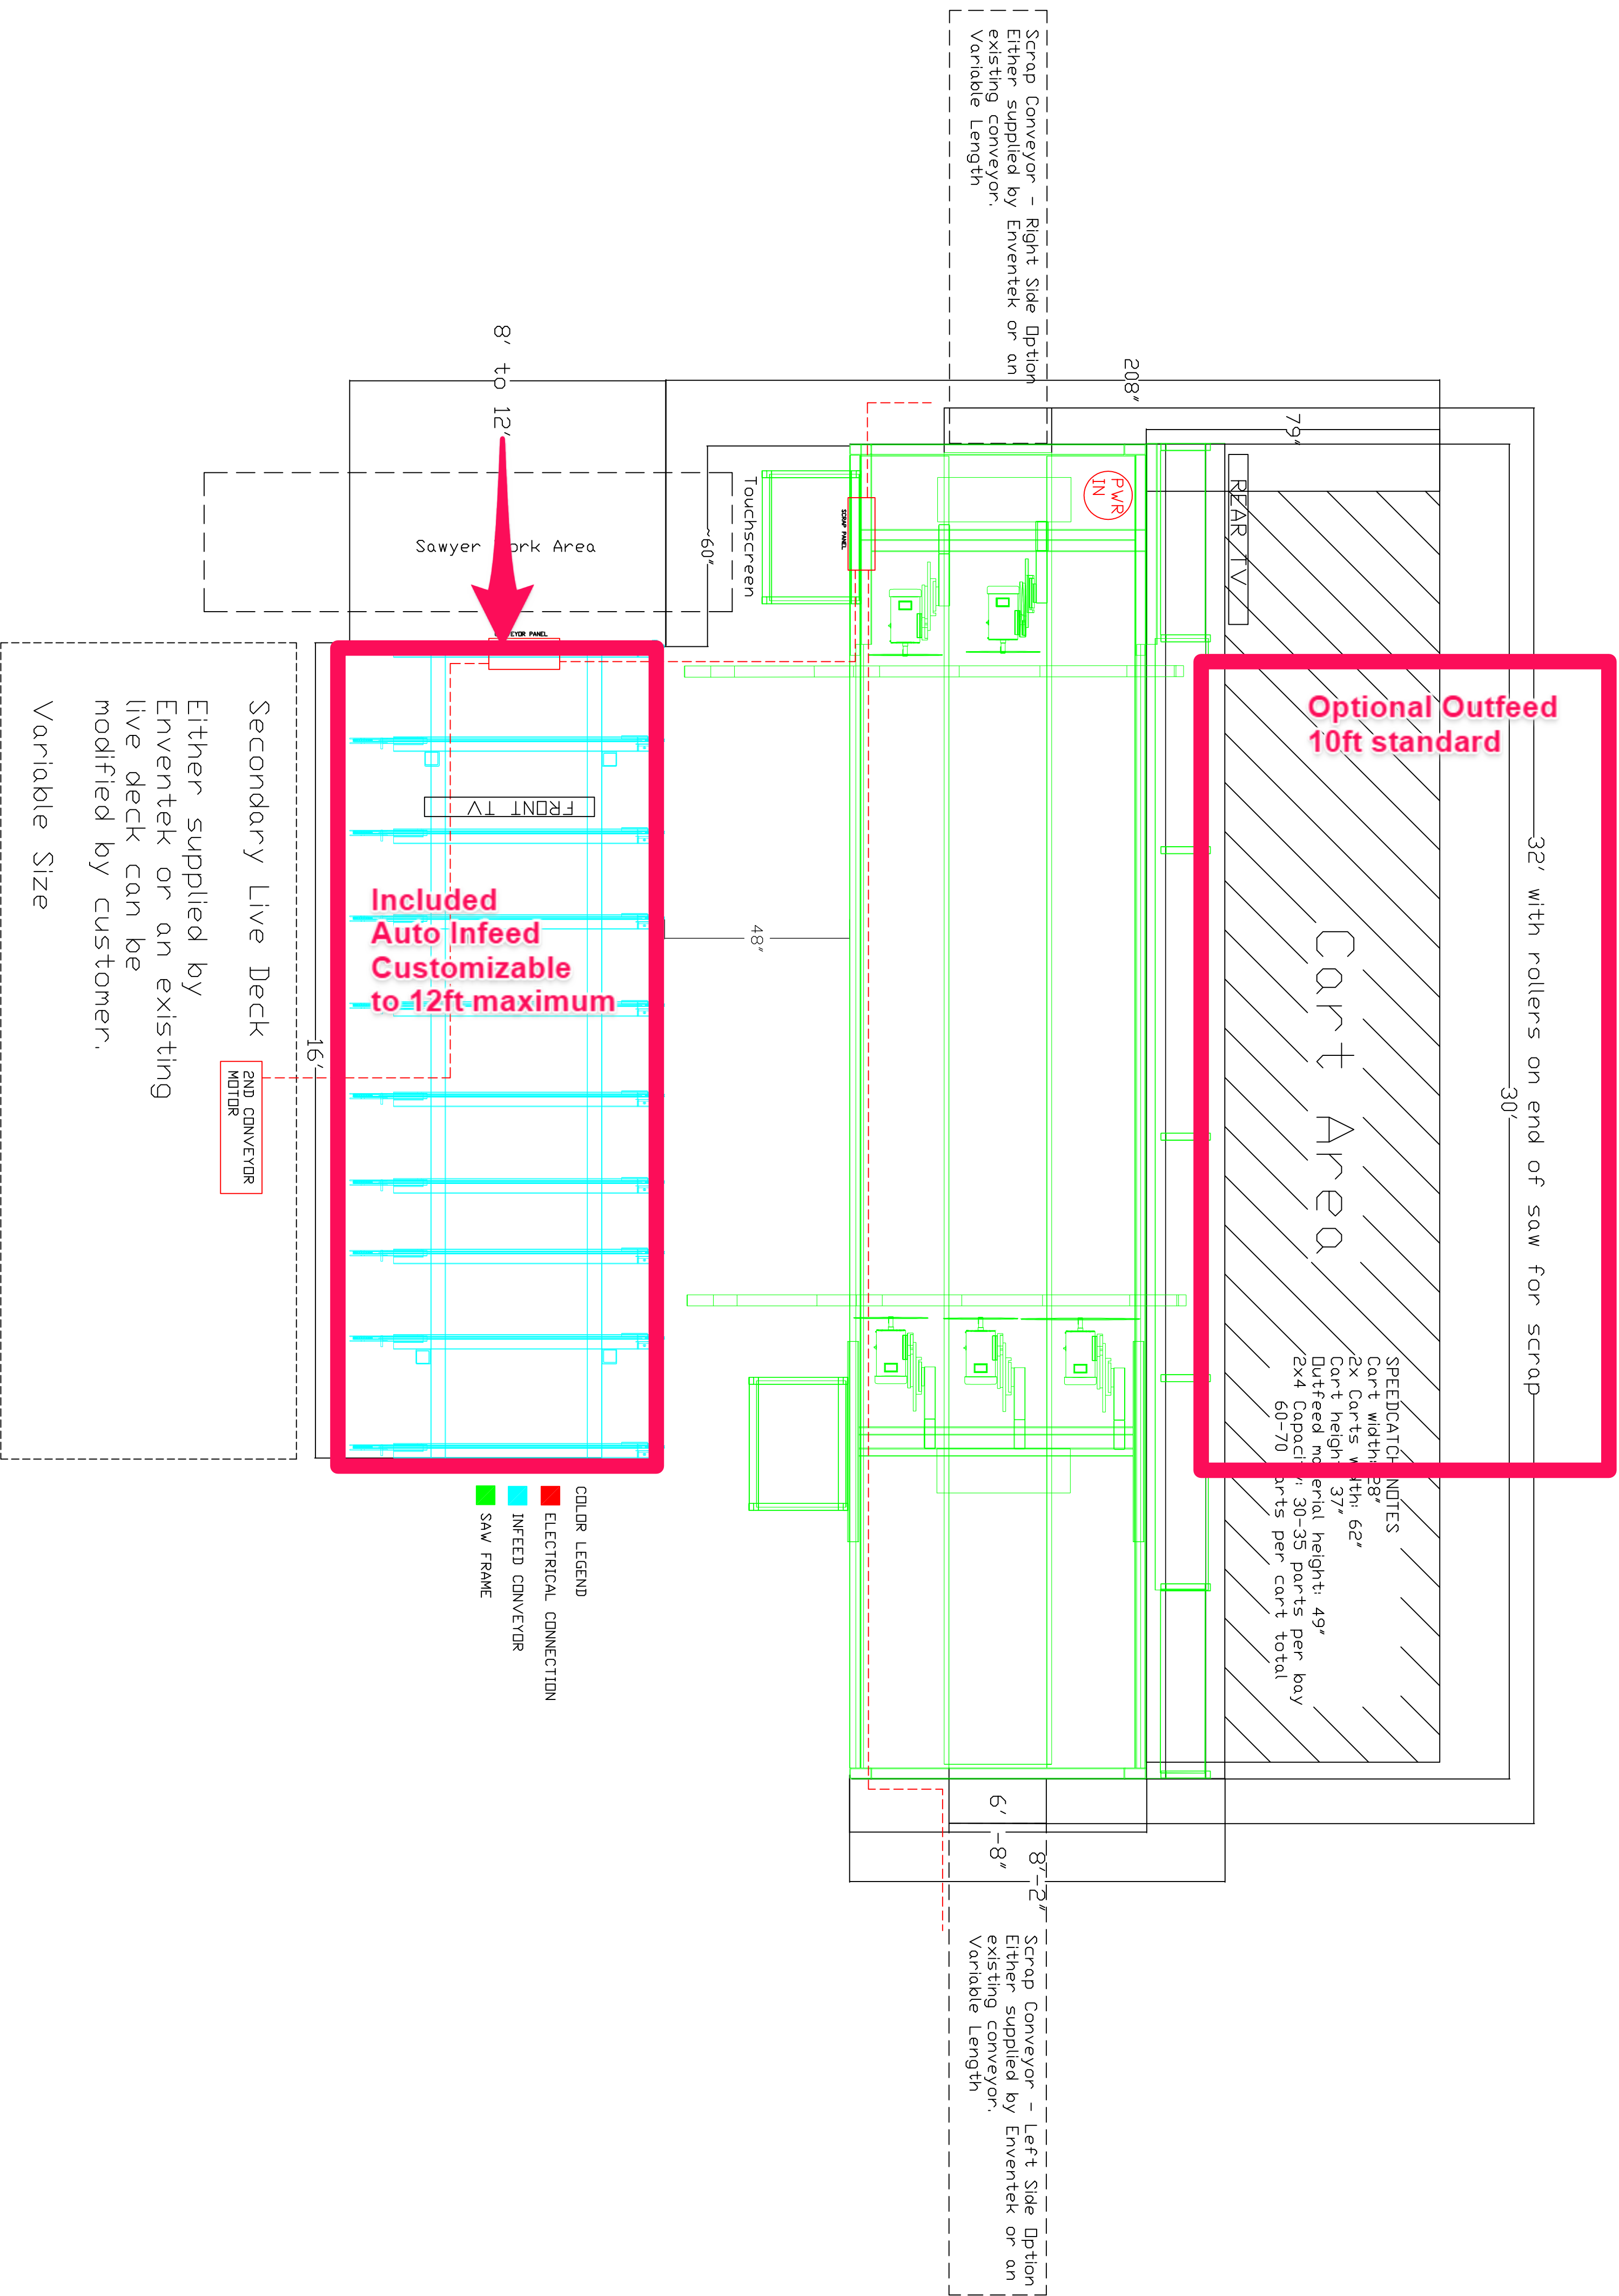 Scrap Conveyor - Right Side Option
Either supplied by Enventek or an
existing conveyor.
Variable Length
208"
79"
8' to 12'
REAR TV
PWR
IN
Touchscreen
SCRAP PANEL
~60"
Sawyer Work Area
CONVEYOR PANEL
Optional Outfeed
10ft standard
32' with rollers on end of saw for scrap
30'
Cart Area
FRONT TV
48"
Included
Auto Infeed
Customizable
to 12ft maximum
16'
Secondary Live Deck
Either supplied by
Enventek or an existing
live deck can be
modified by customer.
Variable Size
2ND CONVEYOR
MOTOR
SPEEDCATCH NOTES
Cart width: 28"
2x Carts width: 62"
Cart height: 37"
Outfeed material height: 49"
2x4 Capacity: 30-35 parts per bay
60-70 parts per cart total
COLOR LEGEND
ELECTRICAL CONNECTION
INFEED CONVEYOR
SAW FRAME
6'-8"
8'-2"
Scrap Conveyor - Left Side Option
Either supplied by Enventek or an
existing conveyor.
Variable Length